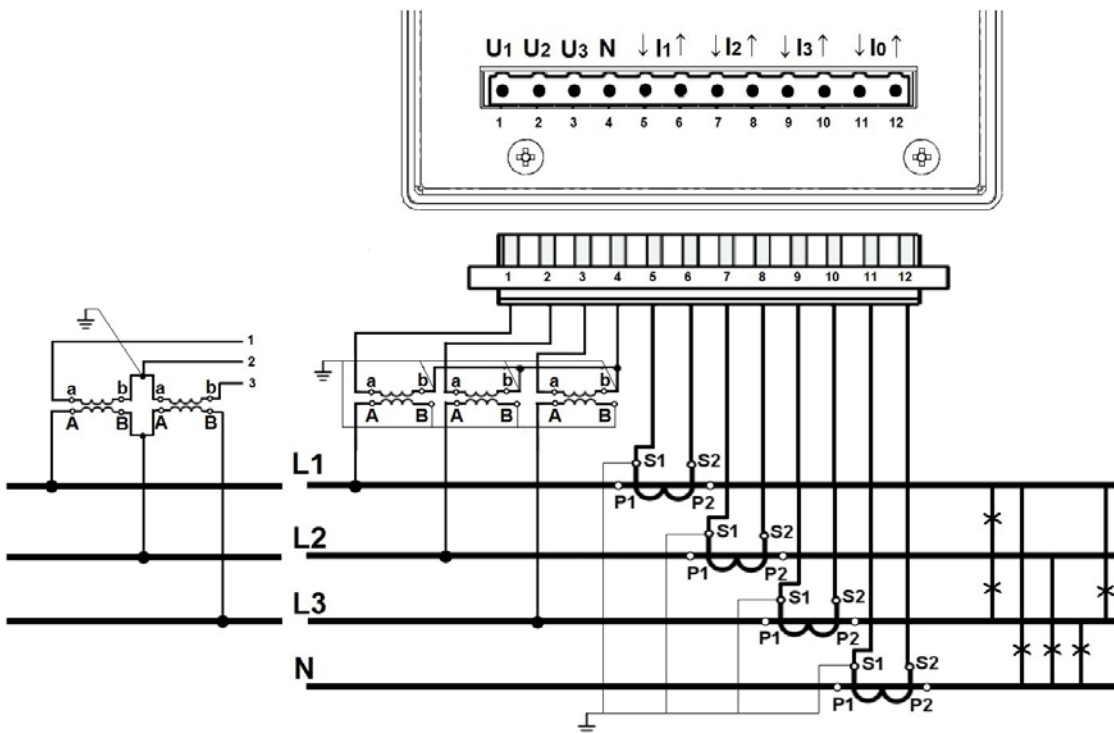 U1 U2 U3 N ↓ I1 ↑ ↓ I2 ↑ ↓ I3 ↑ ↓ I0 ↑
1 2 3 4 5 6 7 8 9 10 11 12
1 2 3 4 5 6 7 8 9 10 11 12
1
2
3
a b a b
A B A B
a b a b a b
A B A B A B
L1
S1 S2
P1 P2
L2
S1 S2
P1 P2
L3
S1 S2
P1 P2
N
S1 S2
P1 P2